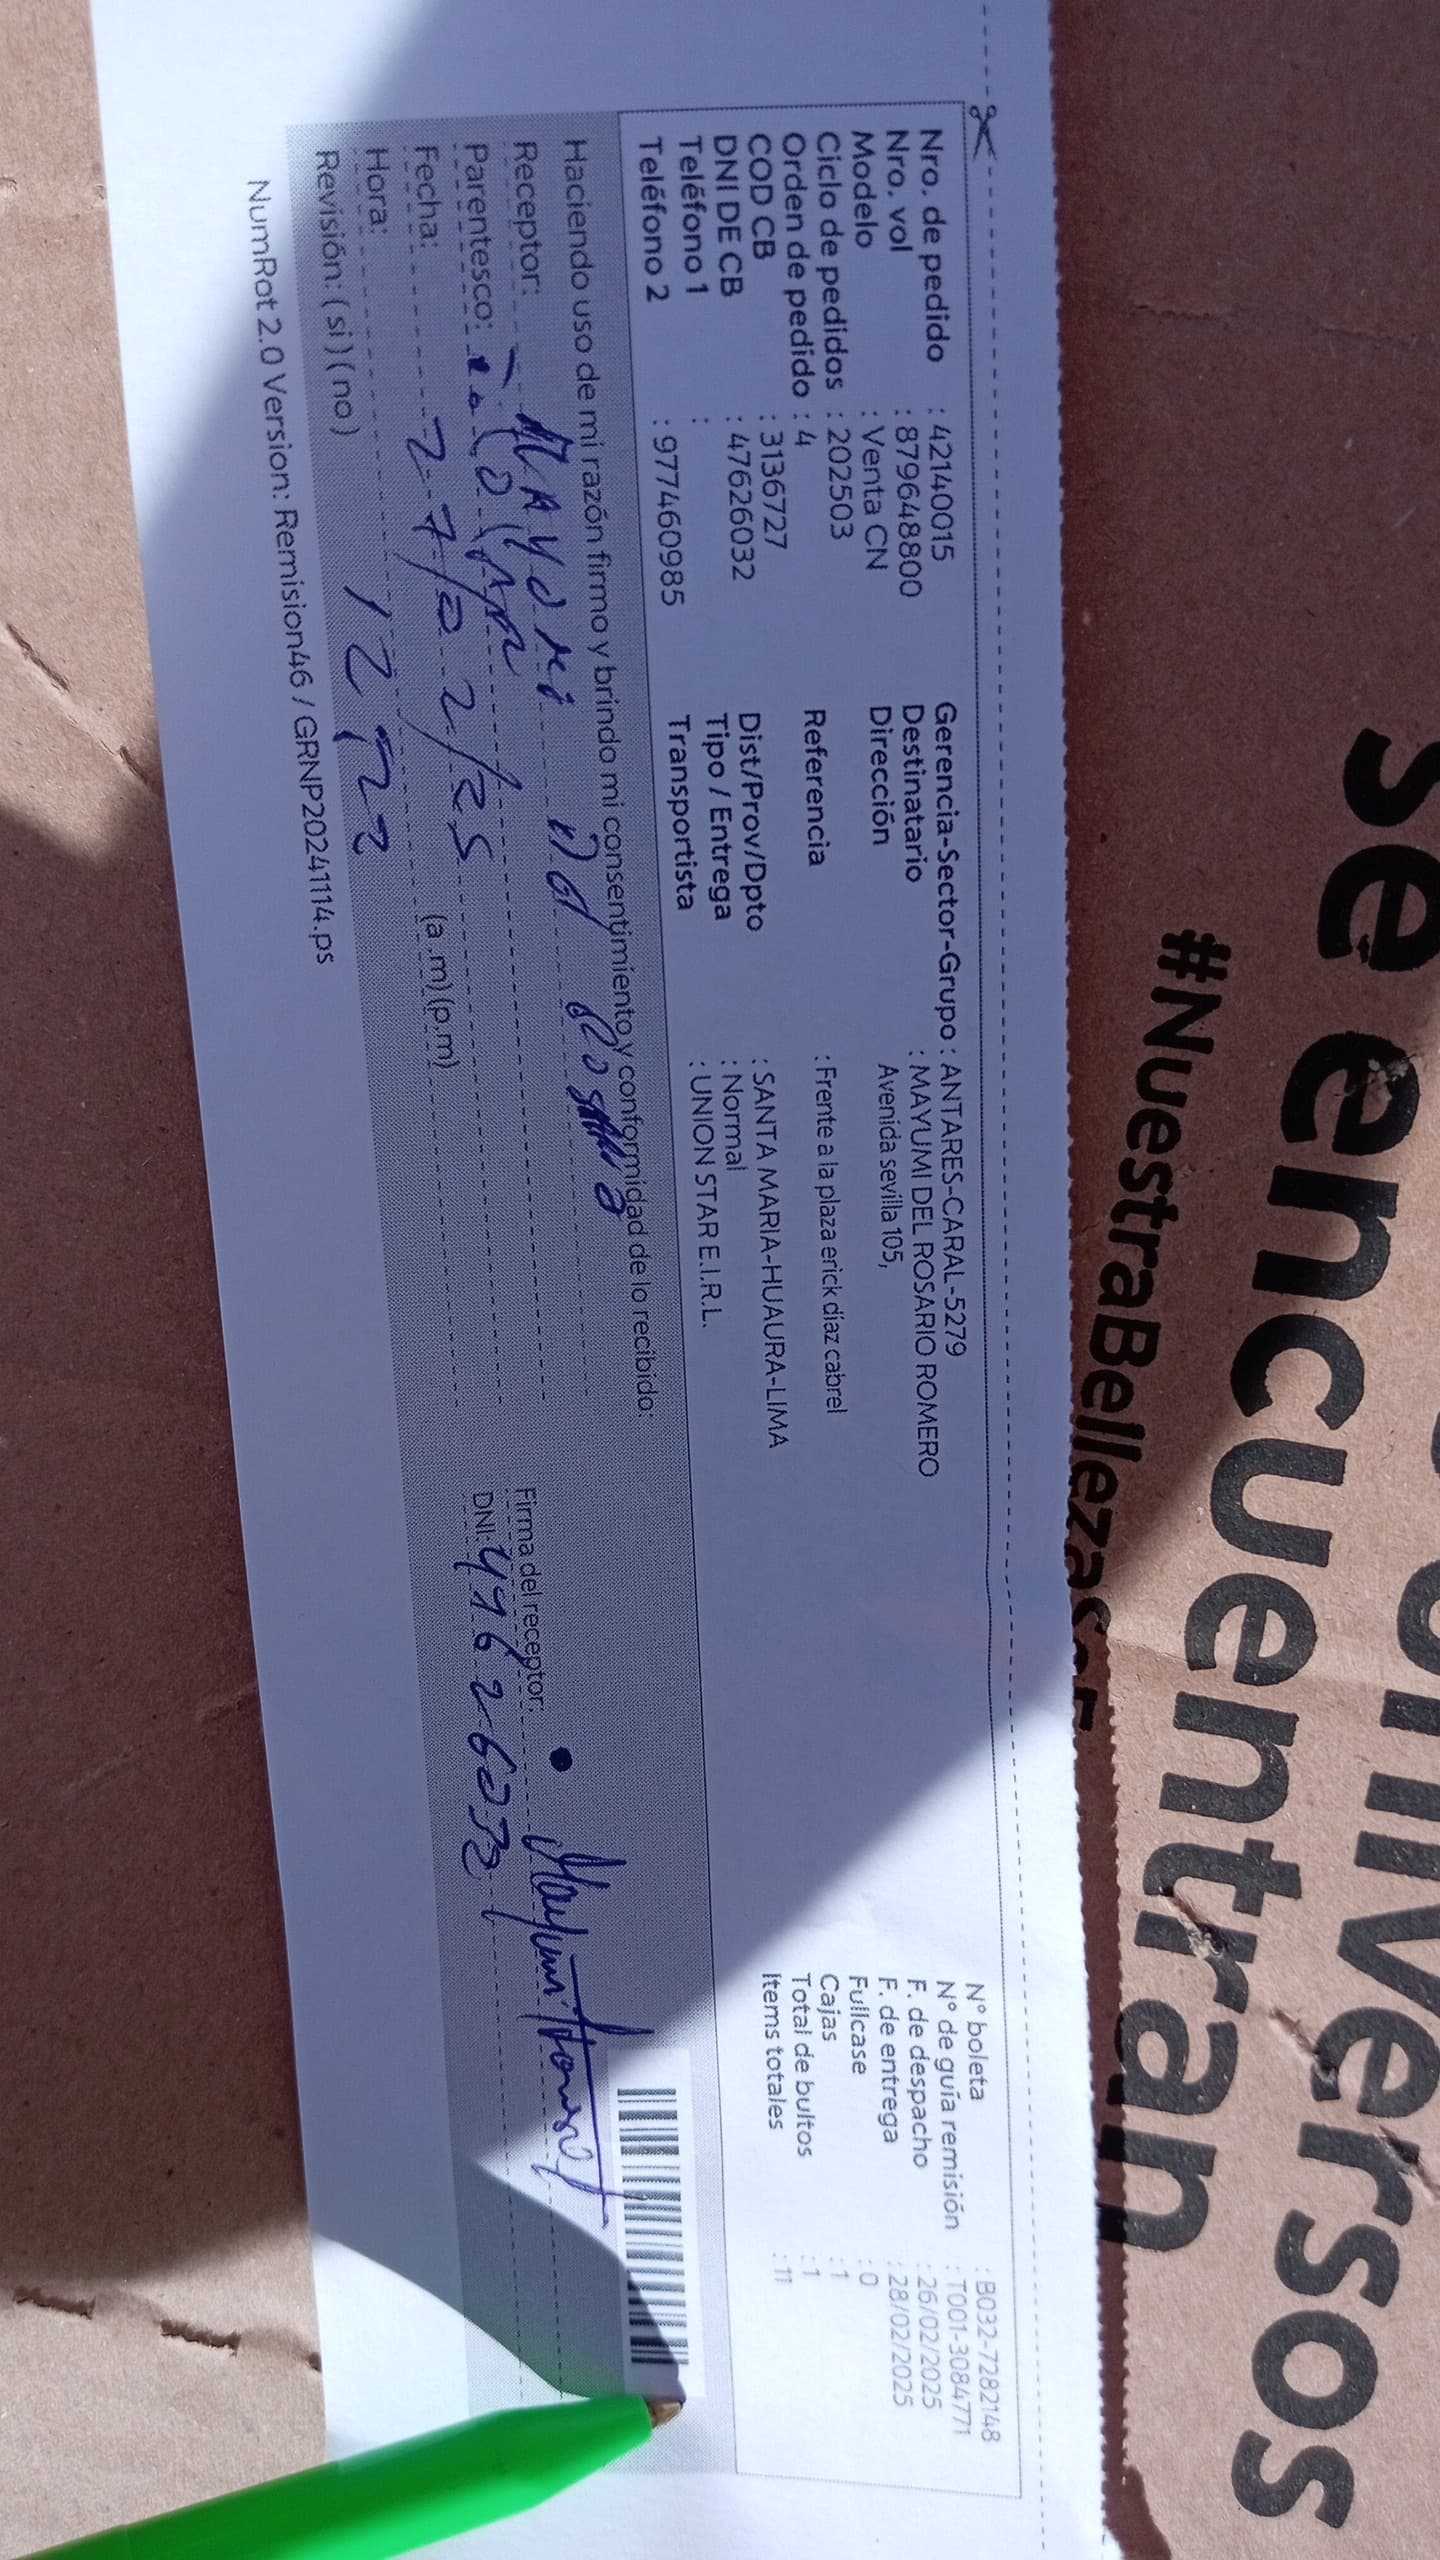 Nro. de pedido : 42140015
Nro. vol : 879648800
Modelo : Venta CN
Ciclo de pedidos : 202503
Orden de pedido : 4
COD CB : 3136727
DNI DE CB : 47626032
Teléfono 1 :
Teléfono 2 : 977460985
Gerencia-Sector-Grupo : ANTARES-CARAL-5279
Destinatario : MAYUMI DEL ROSARIO ROMERO
Dirección Avenida sevilla 105,
Referencia : Frente a la plaza erick diaz cabrel
Dist/Prov/Dpto : SANTA MARIA-HUAURA-LIMA
Tipo / Entrega : Normal
Transportista : UNION STAR E.I.R.L.
N° boleta : B032-7282148
N° de guía remisión : T001-3084771
F. de despacho : 26/02/2025
F. de entrega : 28/02/2025
Fullcase : 0
Cajas : 1
Total de bultos : 1
Items totales : 11
Haciendo uso de mi razón firmo y brindo mi consentimiento y conformidad de lo recibido:
Receptor:
Firma del receptor:
Parentesco:
DNI:
Fecha: 27/02/25
Hora: (a.m)(p.m)
Revisión: ( si ) ( no )
NumRot 2.0 Version: Remision46 / GRNP20241114.ps
se encuentran
#NuestraBellezas